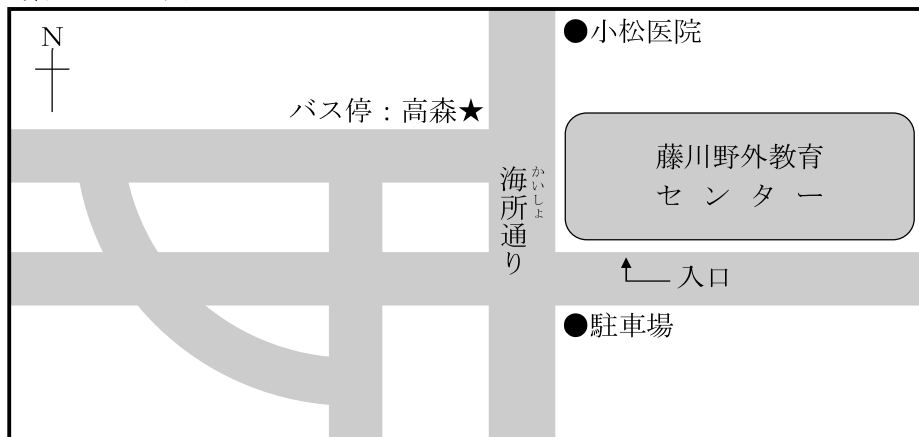 N
●小松医院
バス停：高森★
藤川野外教育
センター
海所通り
かいしょ
入口
●駐車場